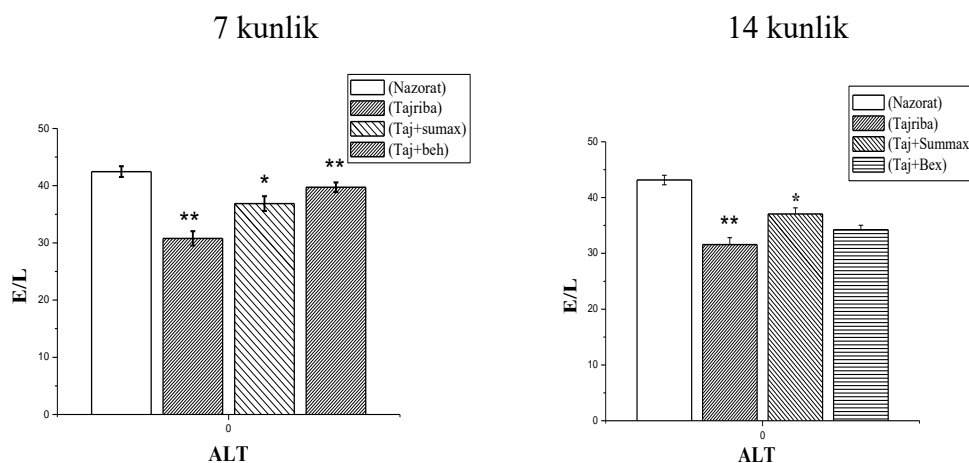 7 kunlik
(Nazorat)
(Tajriba)
(Taj+sumax)
(Taj+beh)
50
40
30
20
10
0
E/L
**
*
**
0
ALT
14 kunlik
(Nazorat)
(Tajriba)
(Taj+Summax
(Taj+Bex)
50
40
30
20
10
0
E/L
**
*
0
ALT